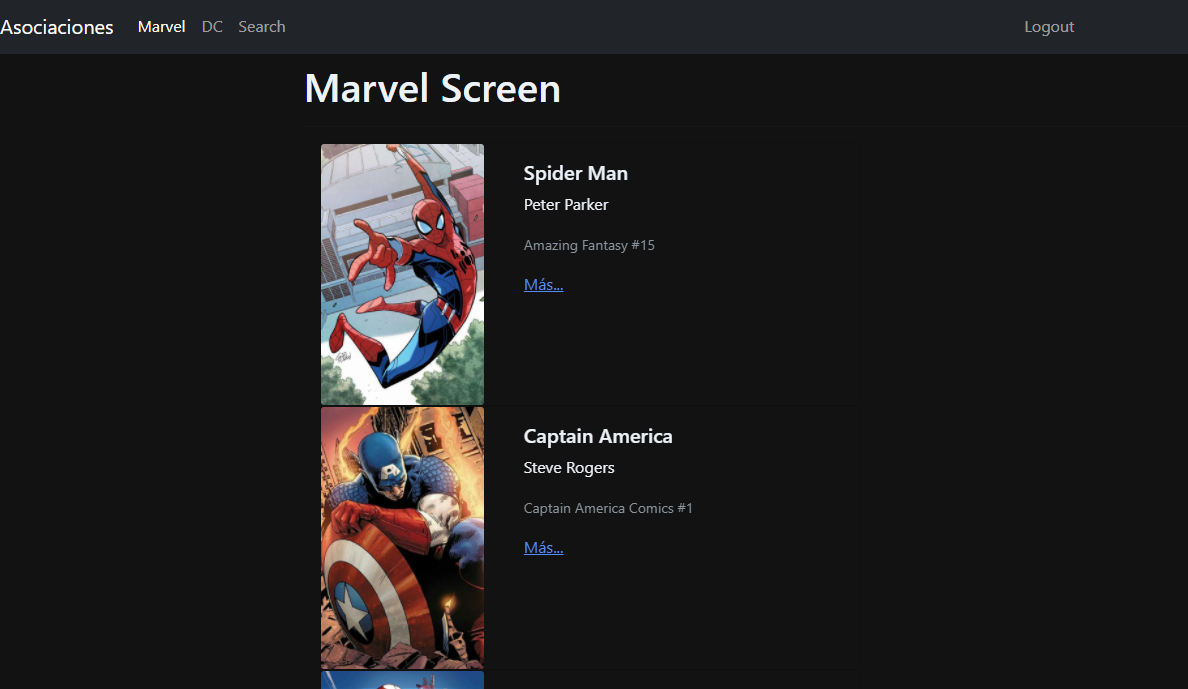 Asociaciones Marvel DC Search Logout
Marvel Screen
Spider Man
Peter Parker
Amazing Fantasy #15
Más...
Captain America
Steve Rogers
Captain America Comics #1
Más...